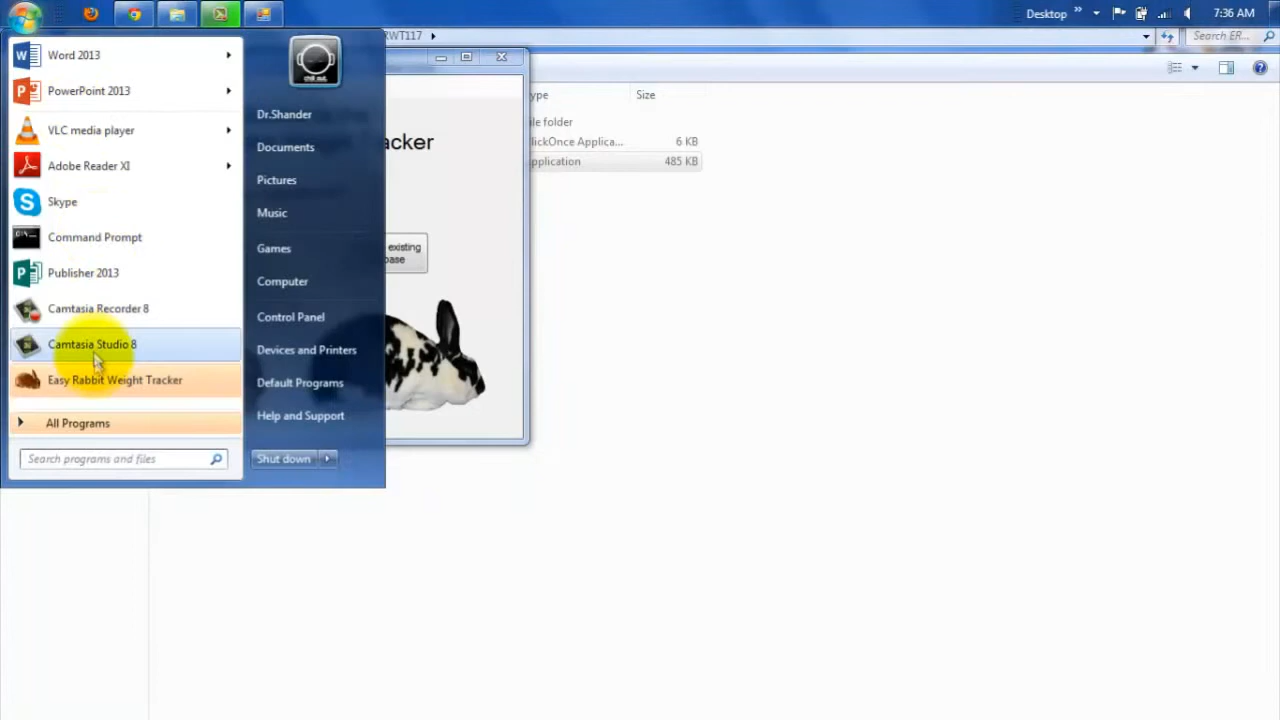 Desktop
»
7:36 AM
RWT117
Search ER...
Word 2013
PowerPoint 2013
VLC media player
Adobe Reader XI
Skype
Command Prompt
Publisher 2013
Camtasia Recorder 8
Camtasia Studio 8
Easy Rabbit Weight Tracker
All Programs
Search programs and files
chill out.
Dr.Shander
Documents
Pictures
Music
Games
Computer
Control Panel
Devices and Printers
Default Programs
Help and Support
Shut down
acker
existing
base
ype
Size
ile folder
lickOnce Applica...
6 KB
pplication
485 KB